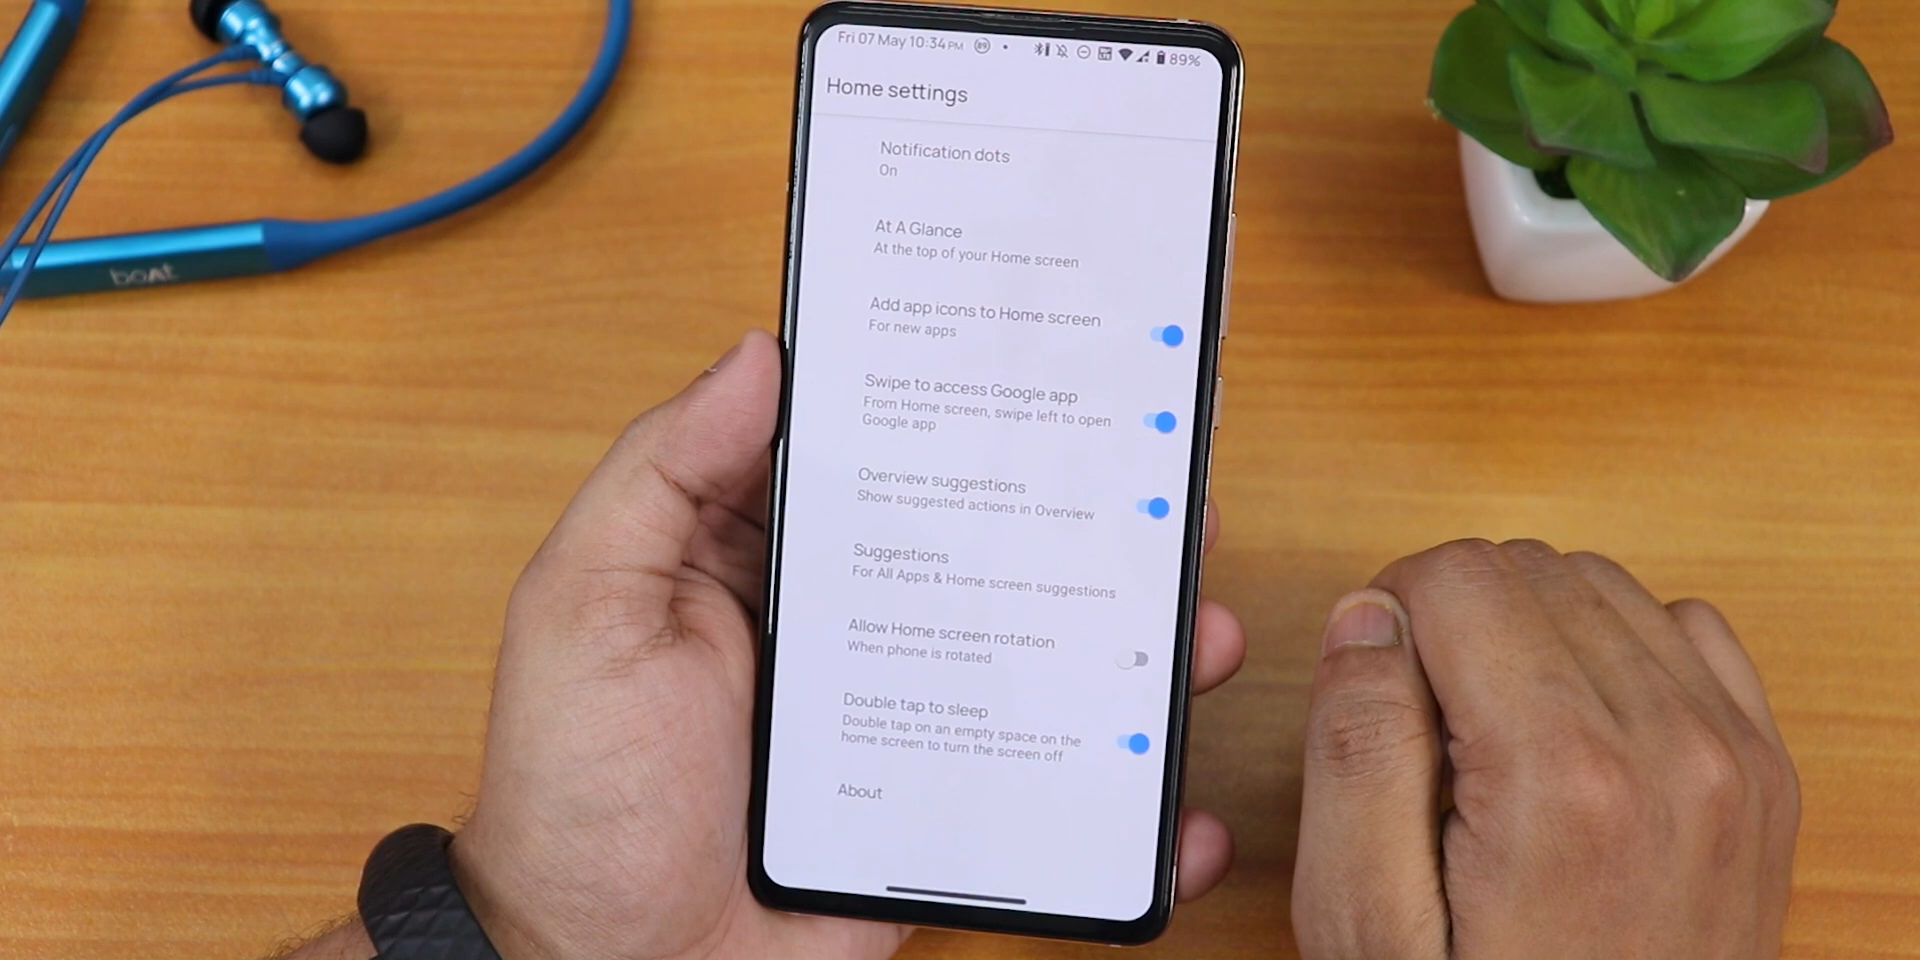 Fri 07 May 10:34 PM 89 89%
Home settings
Notification dots
On
At A Glance
At the top of your Home screen
Add app icons to Home screen
For new apps
Swipe to access Google app
From Home screen, swipe left to open
Google app
Overview suggestions
Show suggested actions in Overview
Suggestions
For All Apps & Home screen suggestions
Allow Home screen rotation
When phone is rotated
Double tap to sleep
Double tap on an empty space on the
home screen to turn the screen off
About
boAt